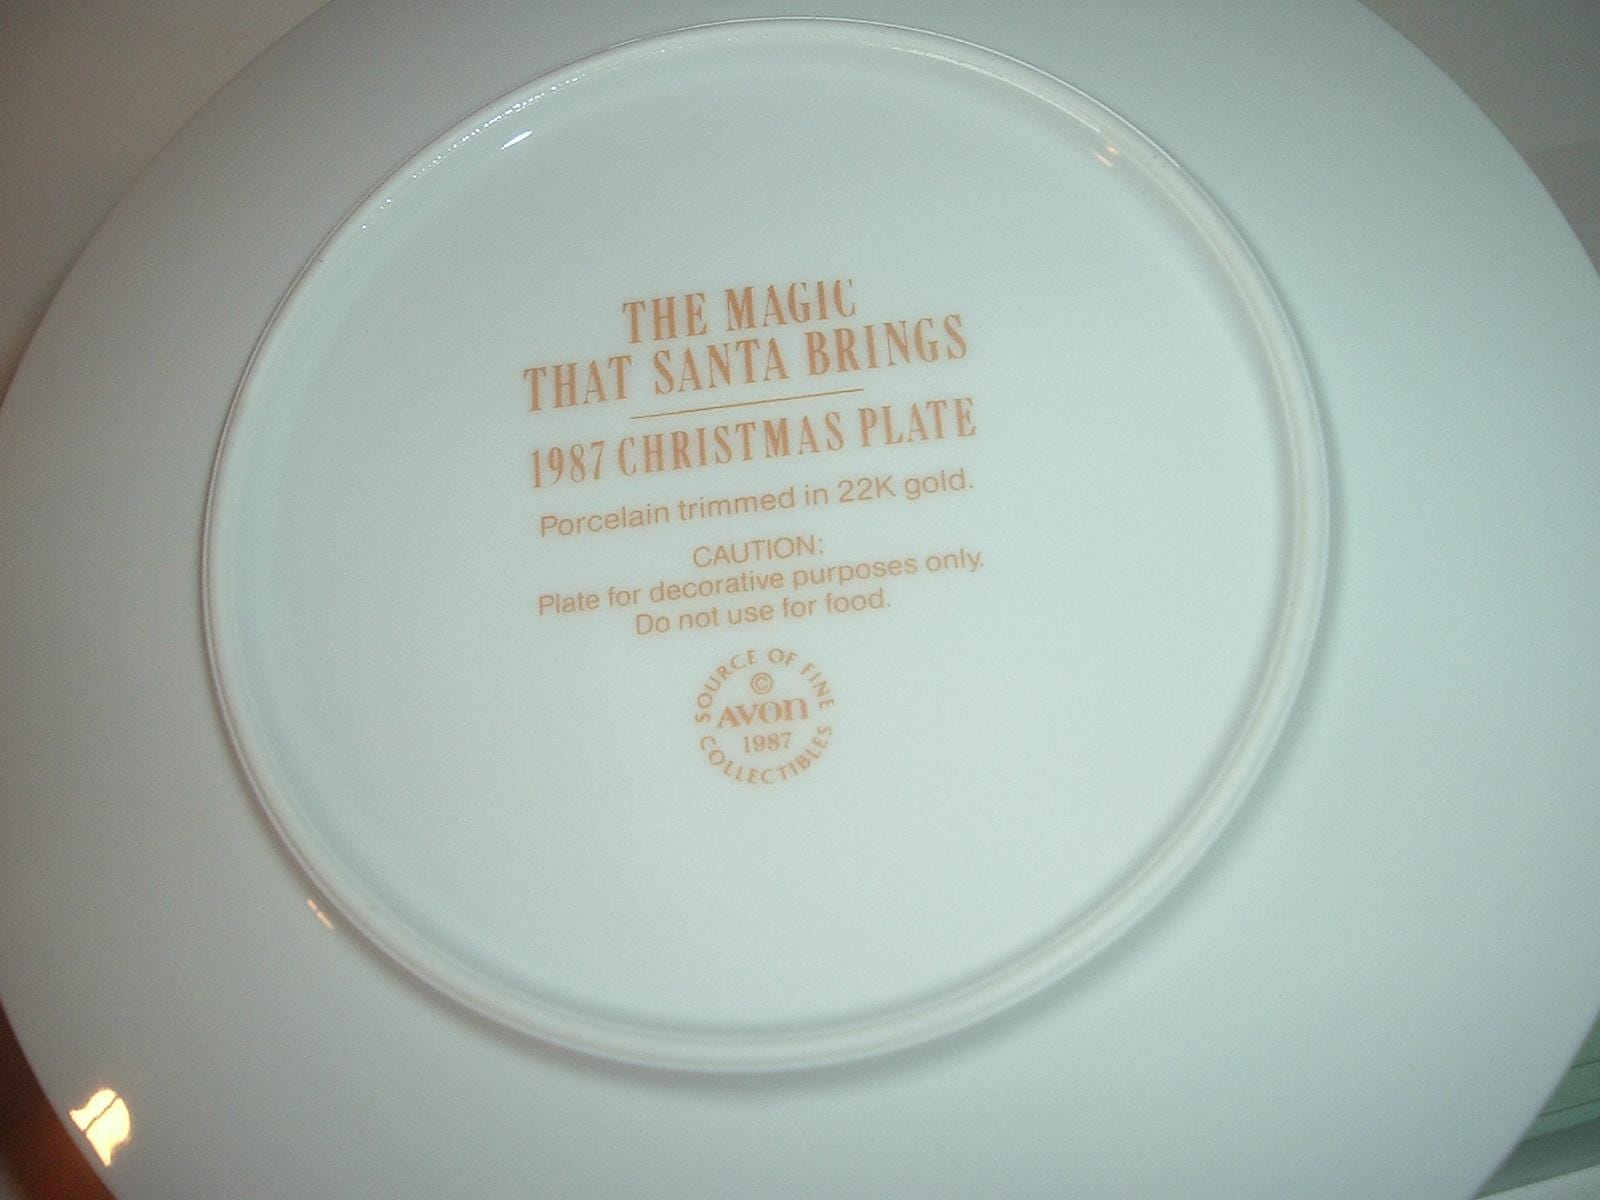 THE MAGIC
THAT SANTA BRINGS
1987 CHRISTMAS PLATE
Porcelain trimmed in 22K gold.
CAUTION:
Plate for decorative purposes only.
Do not use for food.
SOURCE OF FINE
©
AVON
1987
COLLECTIBLES